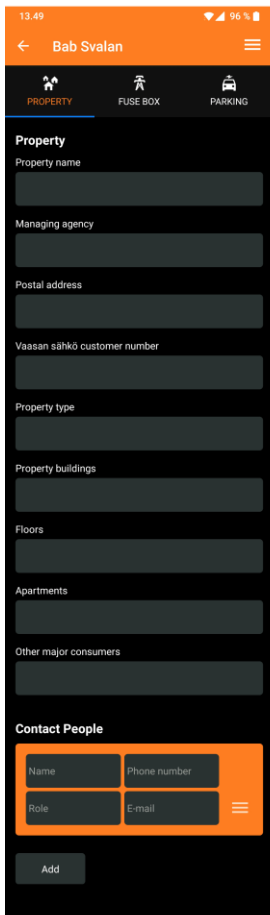 13.49 96 %
Bab Svalan
PROPERTY FUSE BOX PARKING
Property
Property name
Managing agency
Postal address
Vaasan sähkö customer number
Property type
Property buildings
Floors
Apartments
Other major consumers
Contact People
Name Phone number
Role E-mail
Add